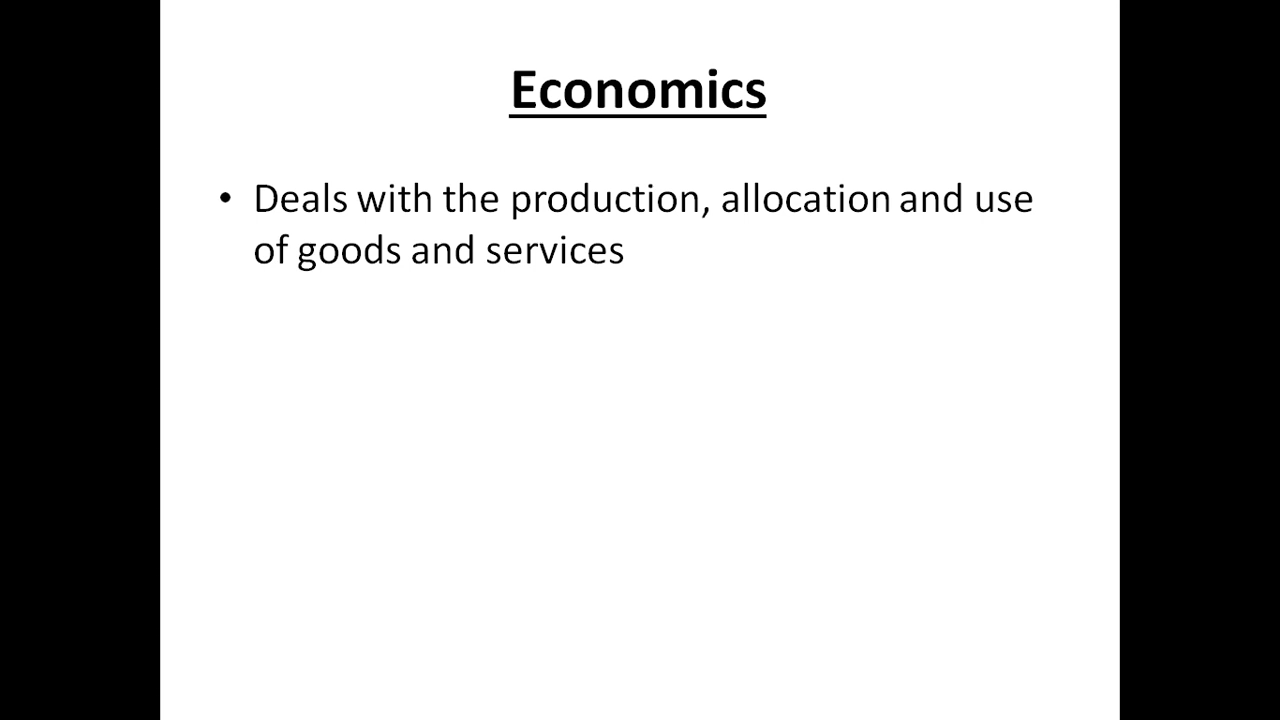 Economics
• Deals with the production, allocation and use
of goods and services